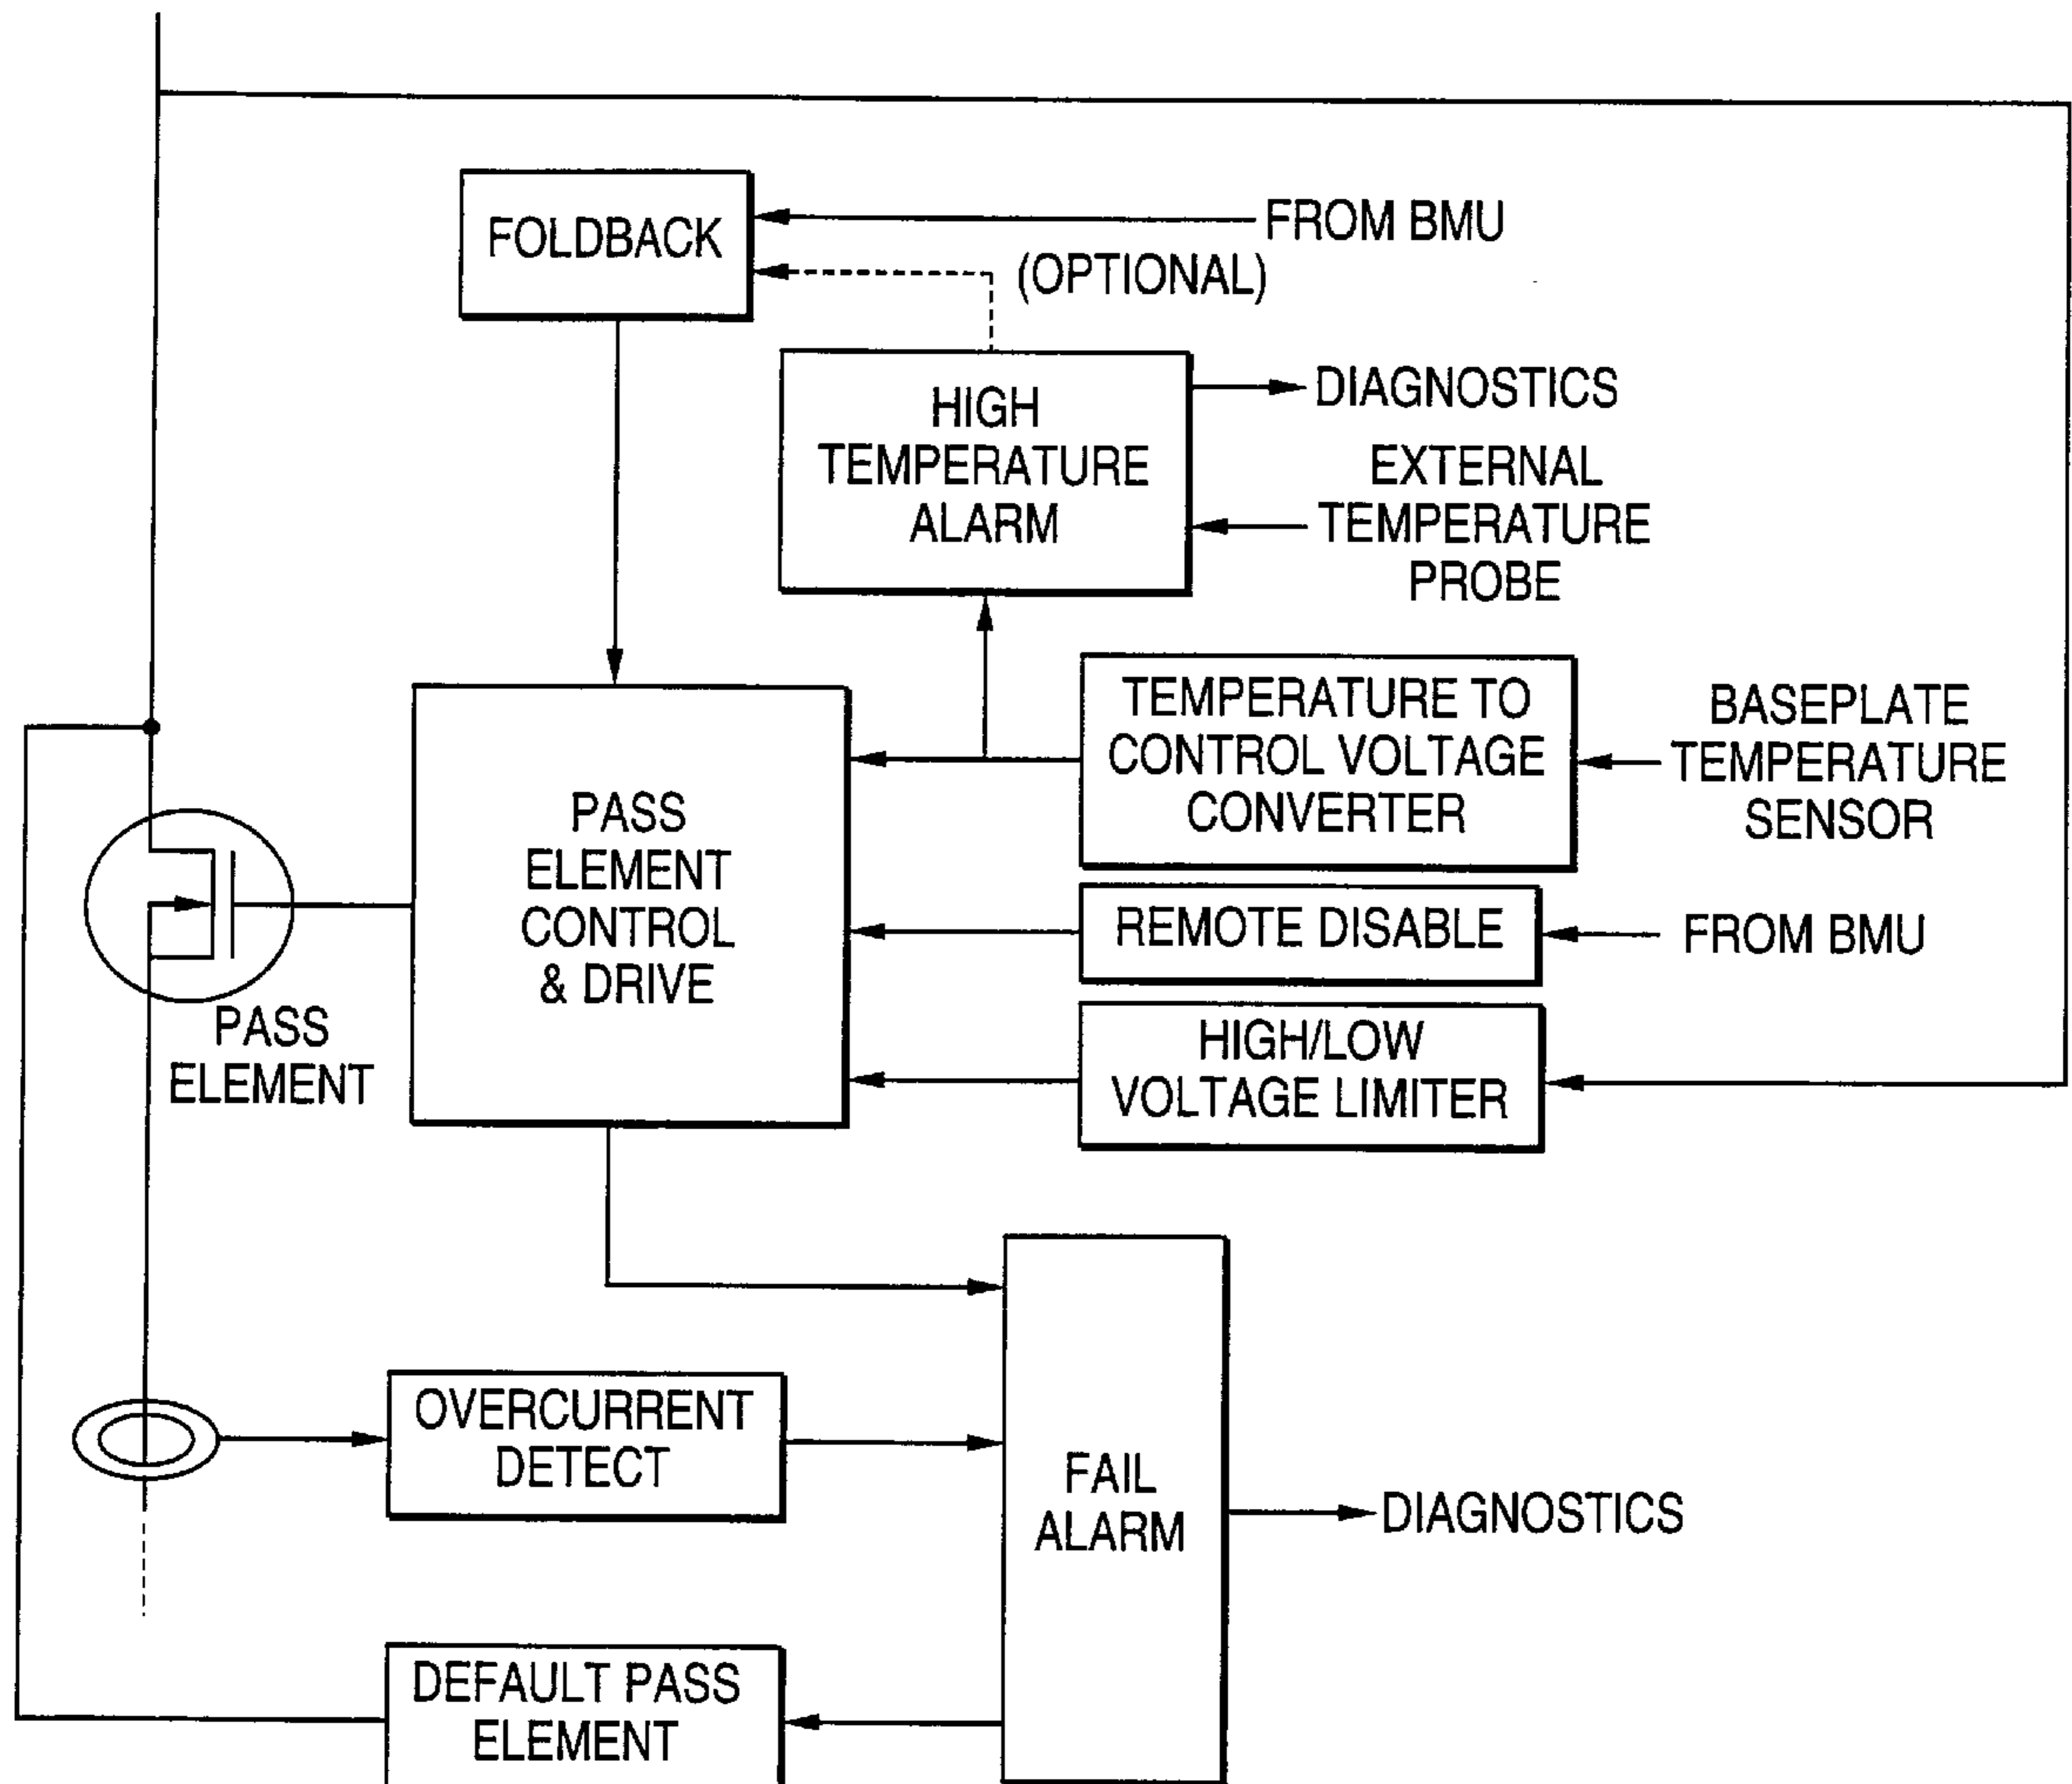 FOLDBACK
FROM BMU
(OPTIONAL)
HIGH
TEMPERATURE
ALARM
DIAGNOSTICS
EXTERNAL
TEMPERATURE
PROBE
TEMPERATURE TO
CONTROL VOLTAGE
CONVERTER
BASEPLATE
TEMPERATURE
SENSOR
PASS
ELEMENT
CONTROL
& DRIVE
REMOTE DISABLE
FROM BMU
PASS
ELEMENT
HIGH/LOW
VOLTAGE LIMITER
OVERCURRENT
DETECT
FAIL
ALARM
DIAGNOSTICS
DEFAULT PASS
ELEMENT